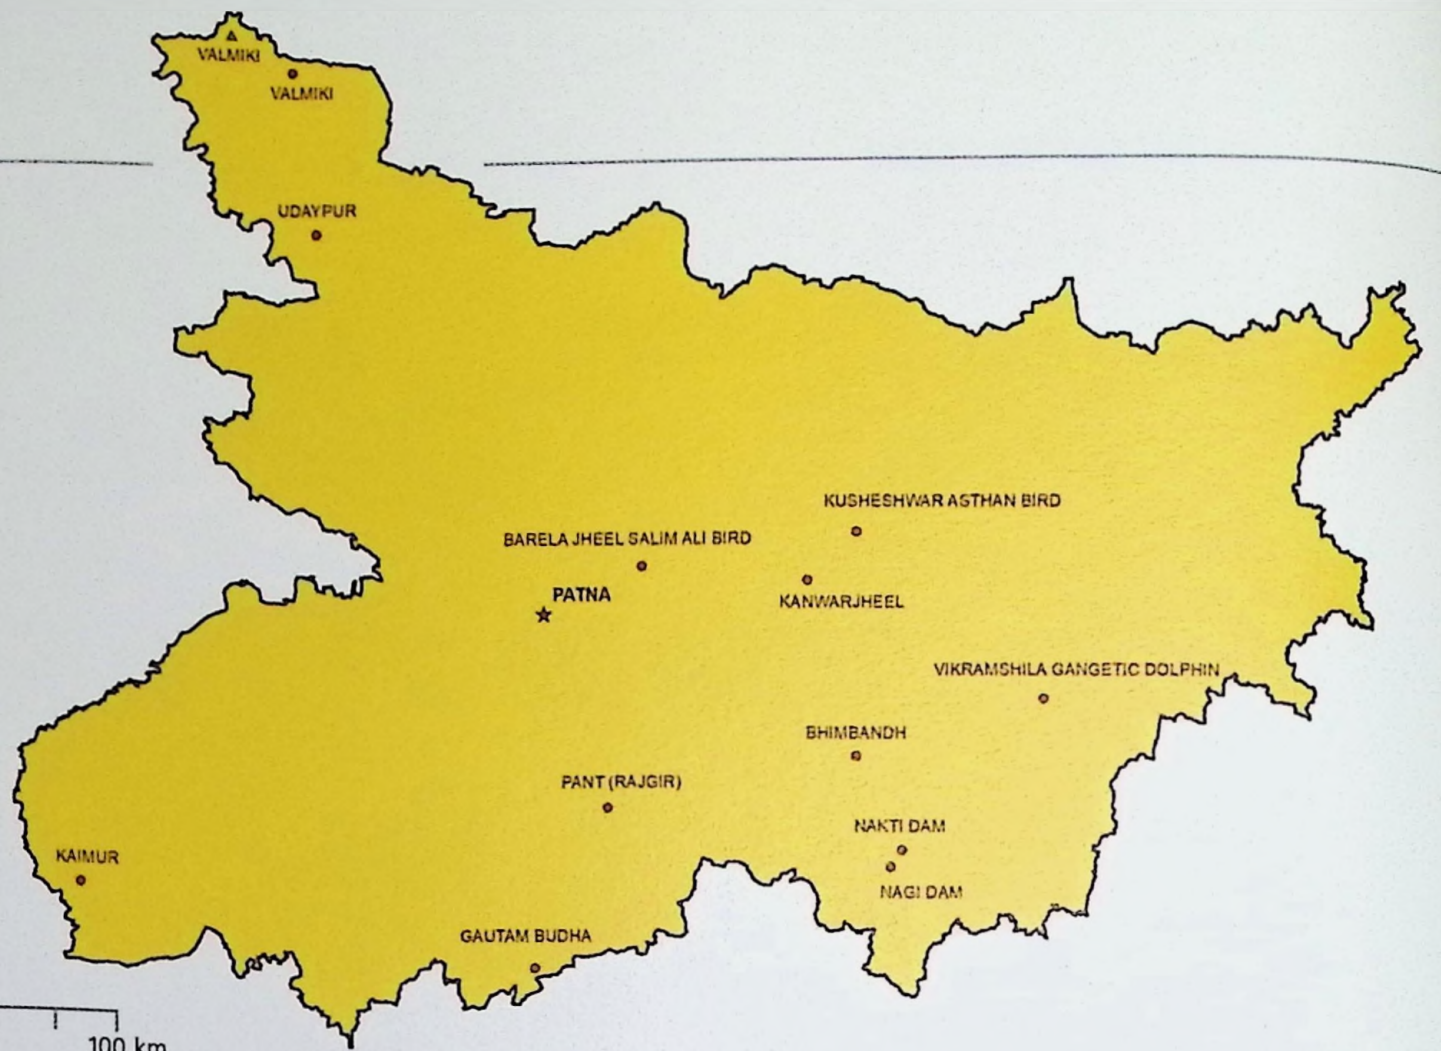 VALMIKI
VALMIKI
UDAYPUR
KUSHESHWAR ASTHAN BIRD
BARELA JHEEL SALIM ALI BIRD
PATNA
KANWARJHEEL
VIKRAMSHILA GANGETIC DOLPHIN
BHIMBANDH
PANT (RAJGIR)
NAKTI DAM
KAIMUR
NAGI DAM
GAUTAM BUDHA
100 km